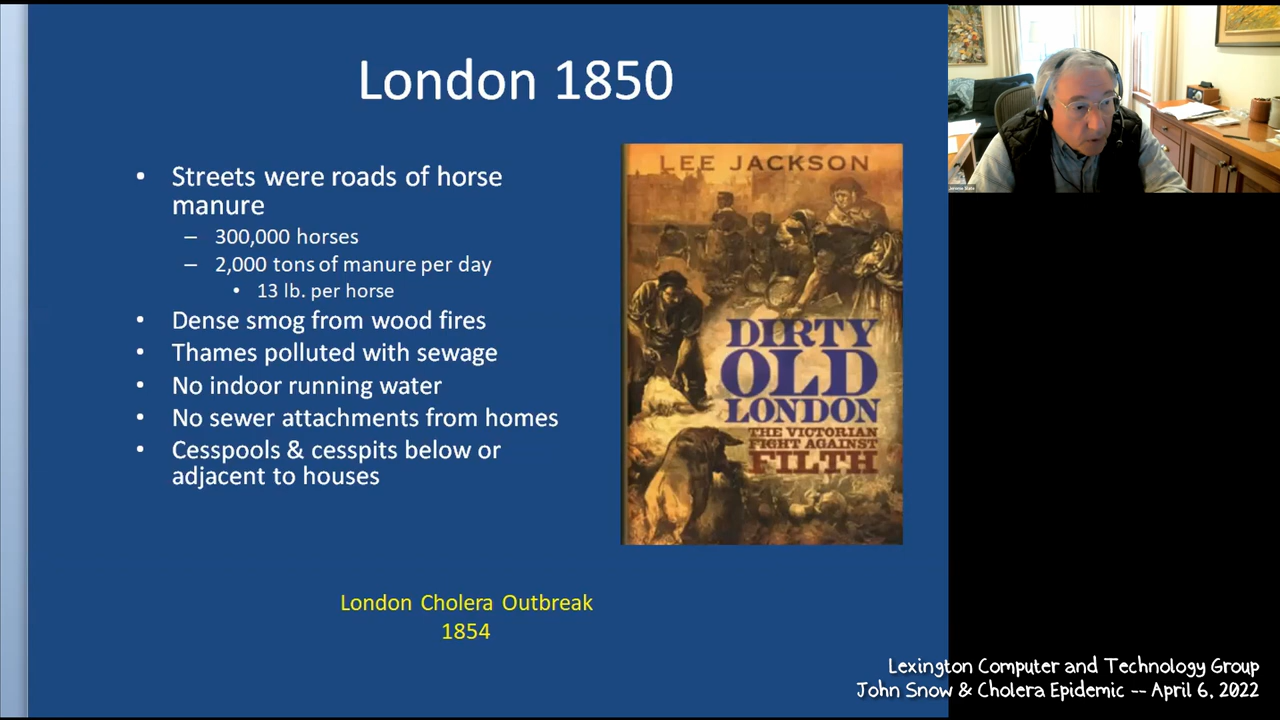 London 1850
• Streets were roads of horse
manure
– 300,000 horses
– 2,000 tons of manure per day
• 13 lb. per horse
• Dense smog from wood fires
• Thames polluted with sewage
• No indoor running water
• No sewer attachments from homes
• Cesspools & cesspits below or
adjacent to houses
LEE JACKSON
DIRTY
OLD
LONDON
THE VICTORIAN
FIGHT AGAINST
FILTH
London Cholera Outbreak
1854
Lexington Computer and Technology Group
John Snow & Cholera Epidemic -- April 6, 2022